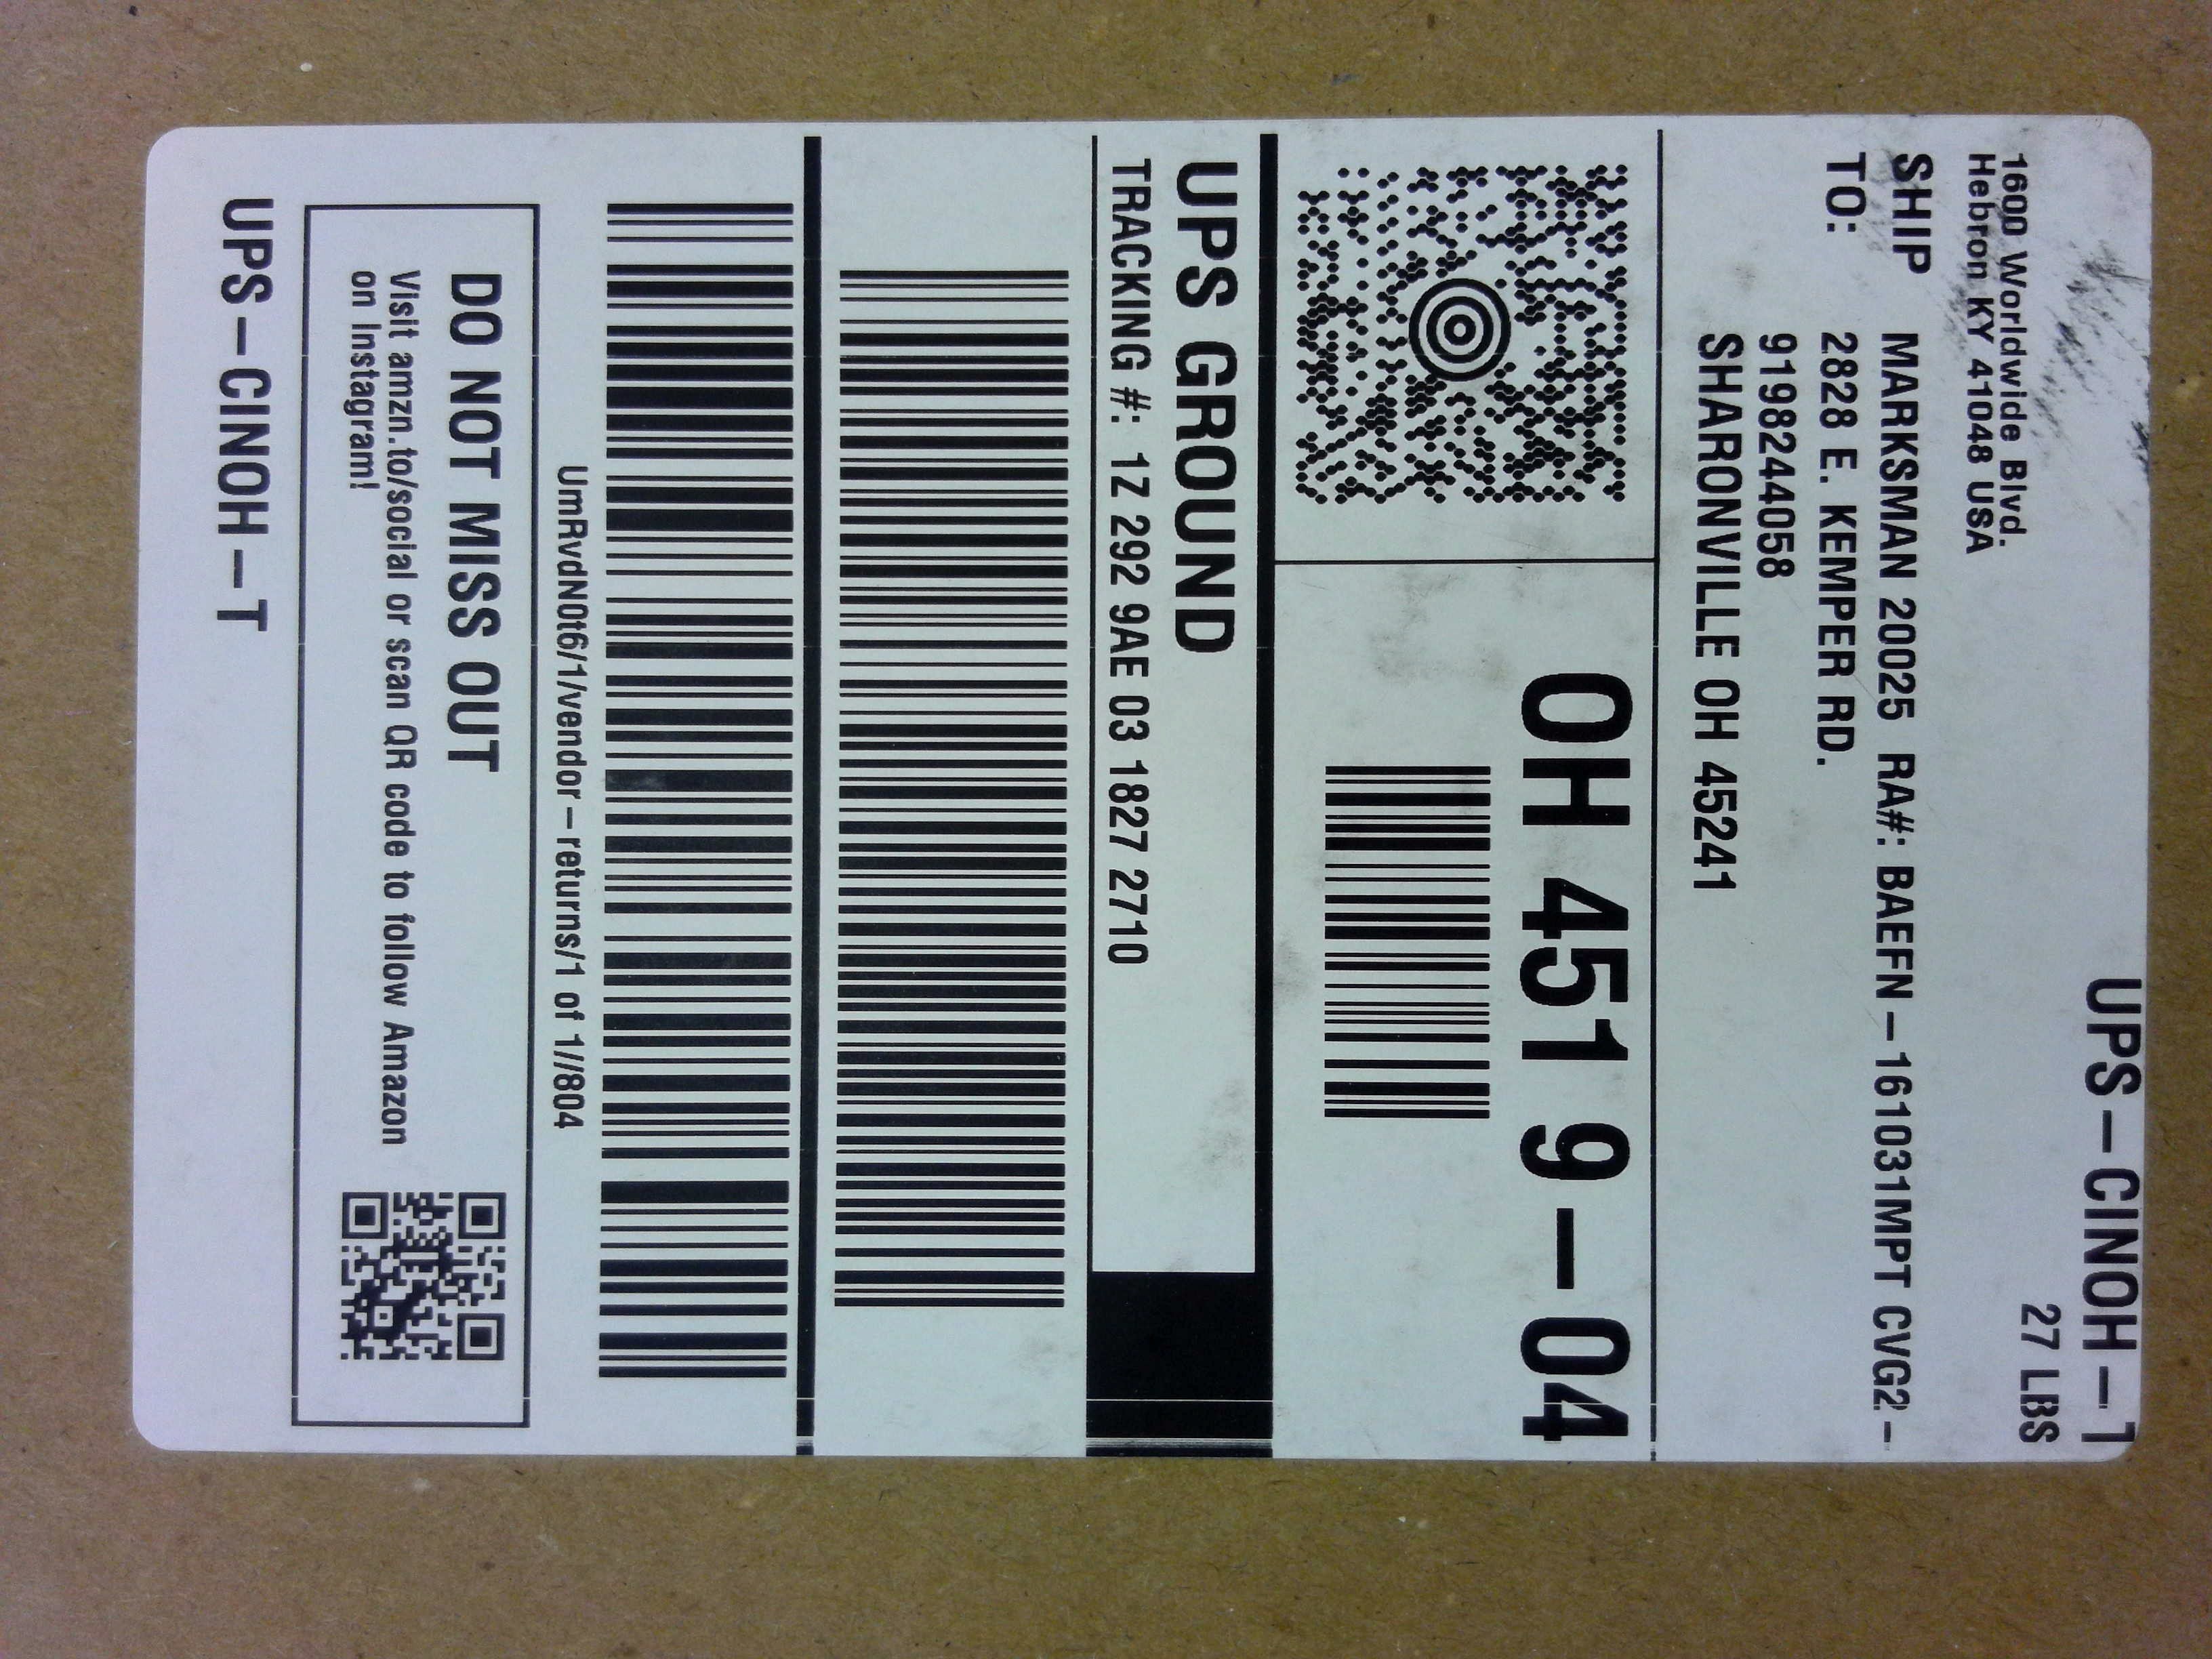 UPS-CINOH-T
27 LBS
1600 Worldwide Blvd.
Hebron KY 41048 USA
SHIP
TO:
MARKSMAN 20025 RA#: BAEFN-161031MPT CVG2-
2828 E. KEMPER RD.
9198244058
SHARONVILLE OH 45241
OH 451 9-04
UPS GROUND
TRACKING #: 1Z 292 9AE 03 1827 2710
UmRvdN0t6/1/vendor-returns/1 of 1//804
DO NOT MISS OUT
Visit amzn.to/social or scan QR code to follow Amazon
on Instagram!
UPS-CINOH-T